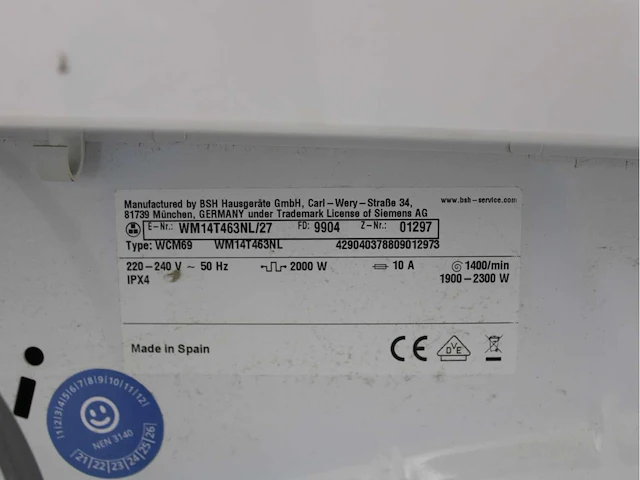 Manufactured by BSH Hausgeräte GmbH, Carl-Wery-Straße 34,
81739 München, GERMANY under Trademark License of Siemens AG
www.bsh-service.com
E-Nr.: WM14T463NL/27 FD: 9904 Z-Nr.: 01297
Type: WCM69 WM14T463NL 429040378809012973
220-240 V ~ 50 Hz 2000 W 10 A 1400/min
IPX4 1900-2300 W
Made in Spain
CE
VDE
1 2 3 4 5 6 7 8 9 10 11 12
NEN 3140
21 22 23 24 25 26